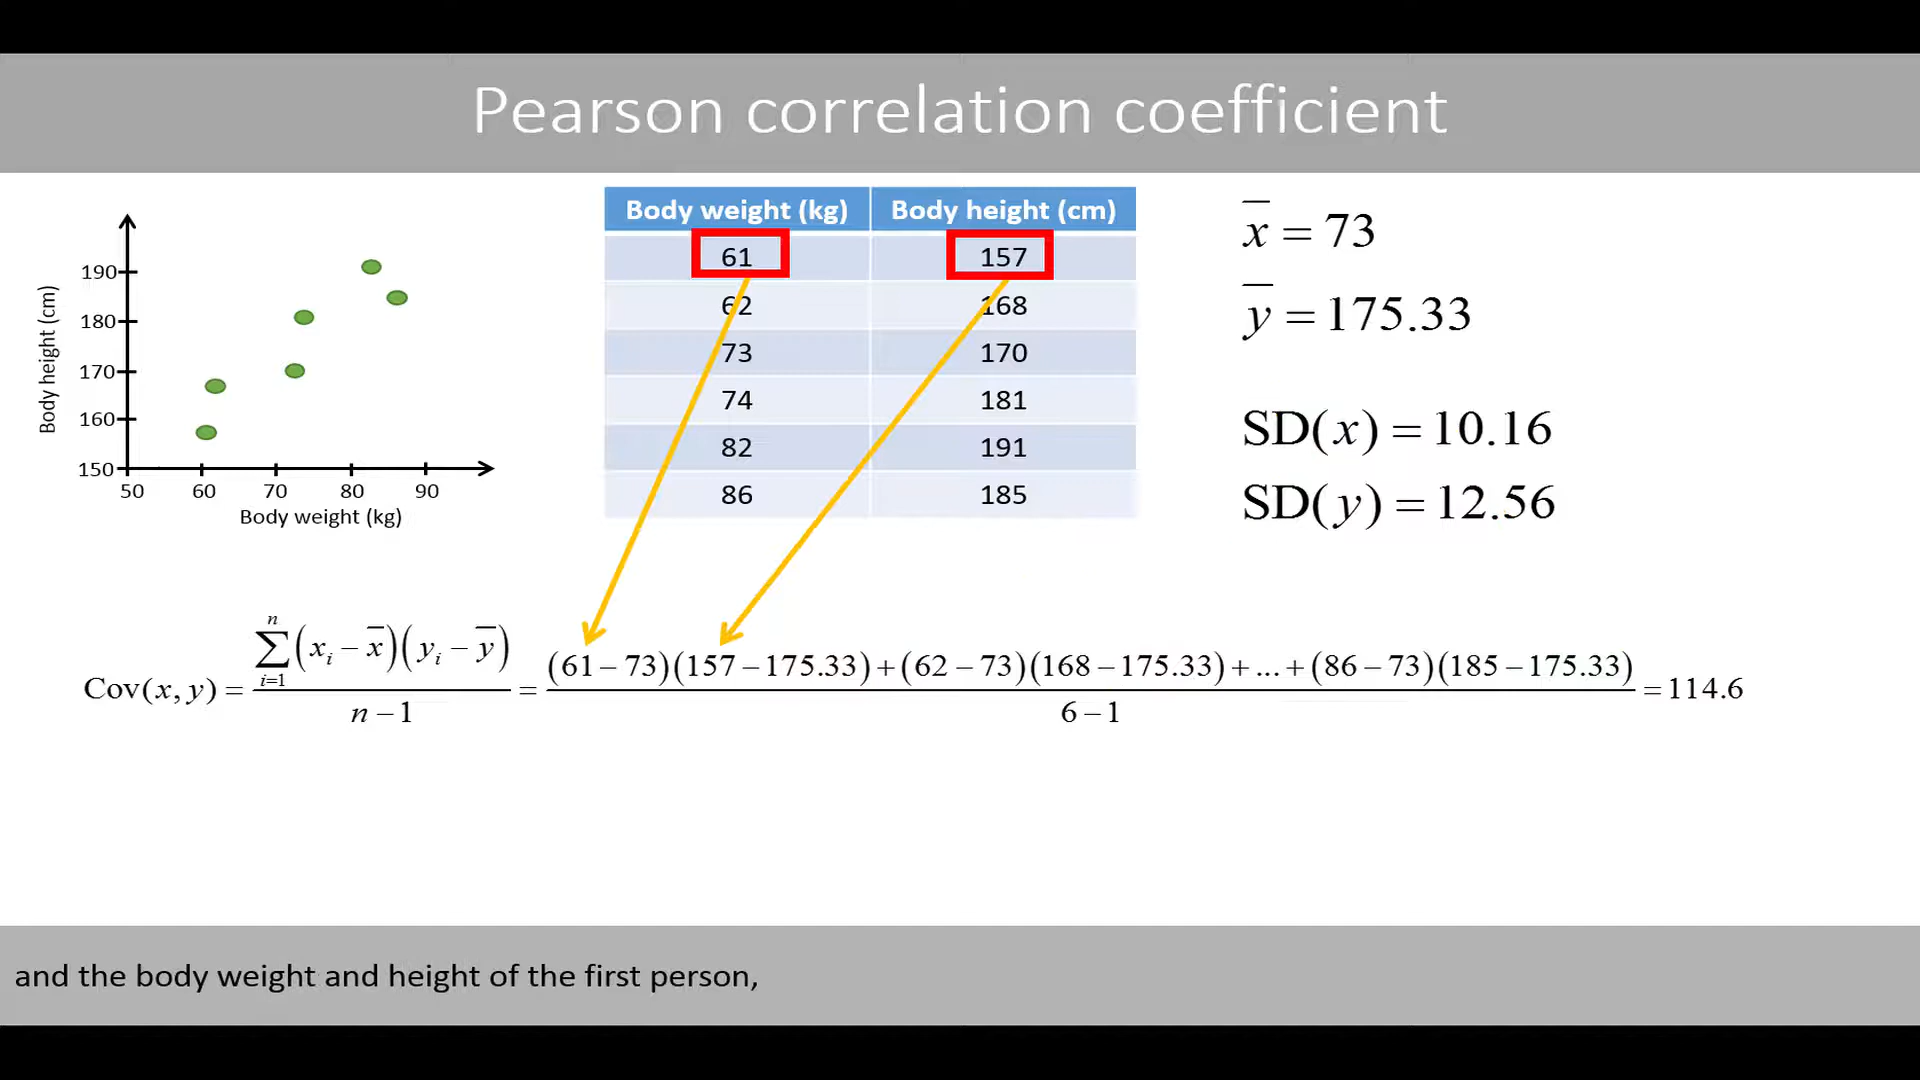 Pearson correlation coefficient
190
180
170
160
150
50 60 70 80 90
Body height (cm)
Body weight (kg)
Body weight (kg) Body height (cm)
61 157
62 168
73 170
74 181
82 191
86 185
x̄ = 73
ȳ = 175.33
SD(x) = 10.16
SD(y) = 12.56
Cov(x, y) = ∑_{i=1}^{n} (x_i − x̄)(y_i − ȳ) / (n − 1) = (61 − 73)(157 − 175.33) + (62 − 73)(168 − 175.33) + ... + (86 − 73)(185 − 175.33) / (6 − 1) = 114.6
and the body weight and height of the first person,